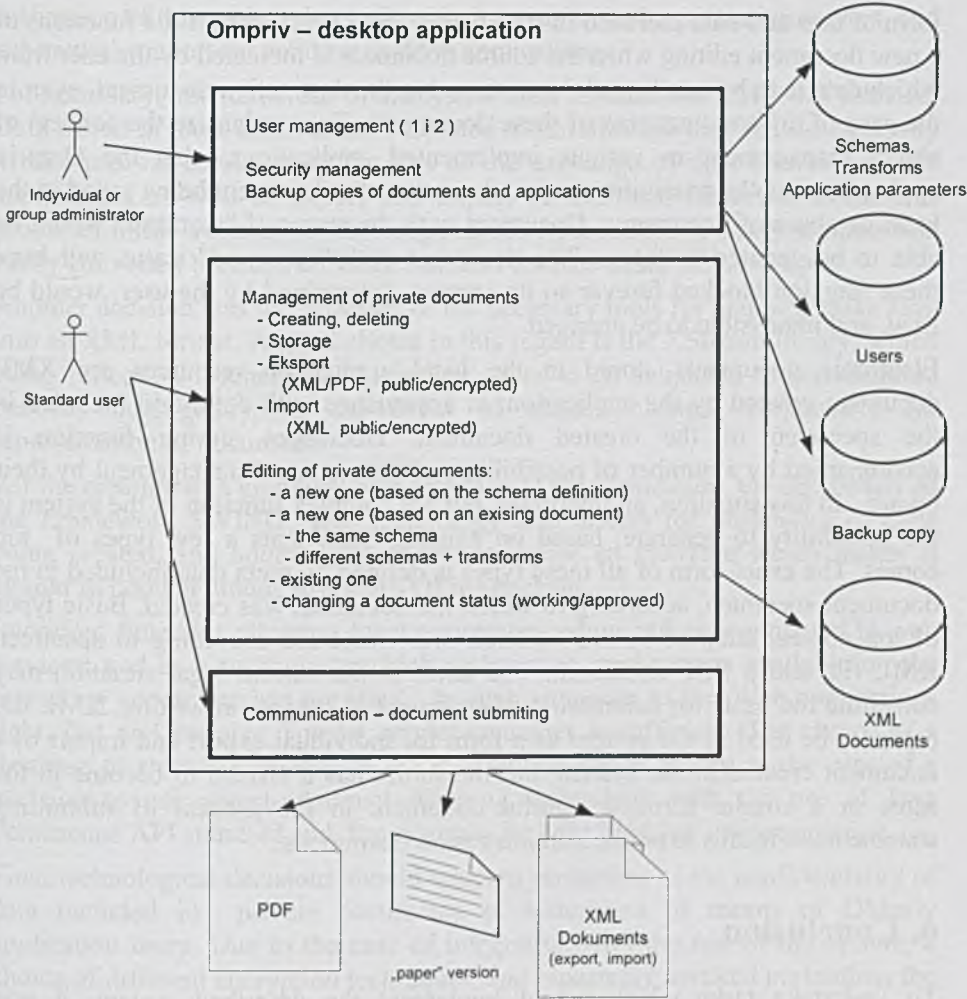 Ompriv – desktop application
User management ( 1 i 2 )
Security management
Backup copies of documents and applications
Indyvidual or
group administrator
Schemas,
Transforms
Application parameters
Management of private documents
- Creating, deleting
- Storage
- Eksport
(XML/PDF, public/encrypted)
- Import
(XML public/encrypted)
Standard user
Users
Editing of private dococuments:
- a new one (based on the schema definition)
- a new one (based on an exising document)
- the same schema
- different schemas + transforms
- existing one
- changing a document status (working/approved)
Backup copy
Communication – document submiting
XML
Documents
PDF
„paper” version
XML
Dokuments
(export, import)